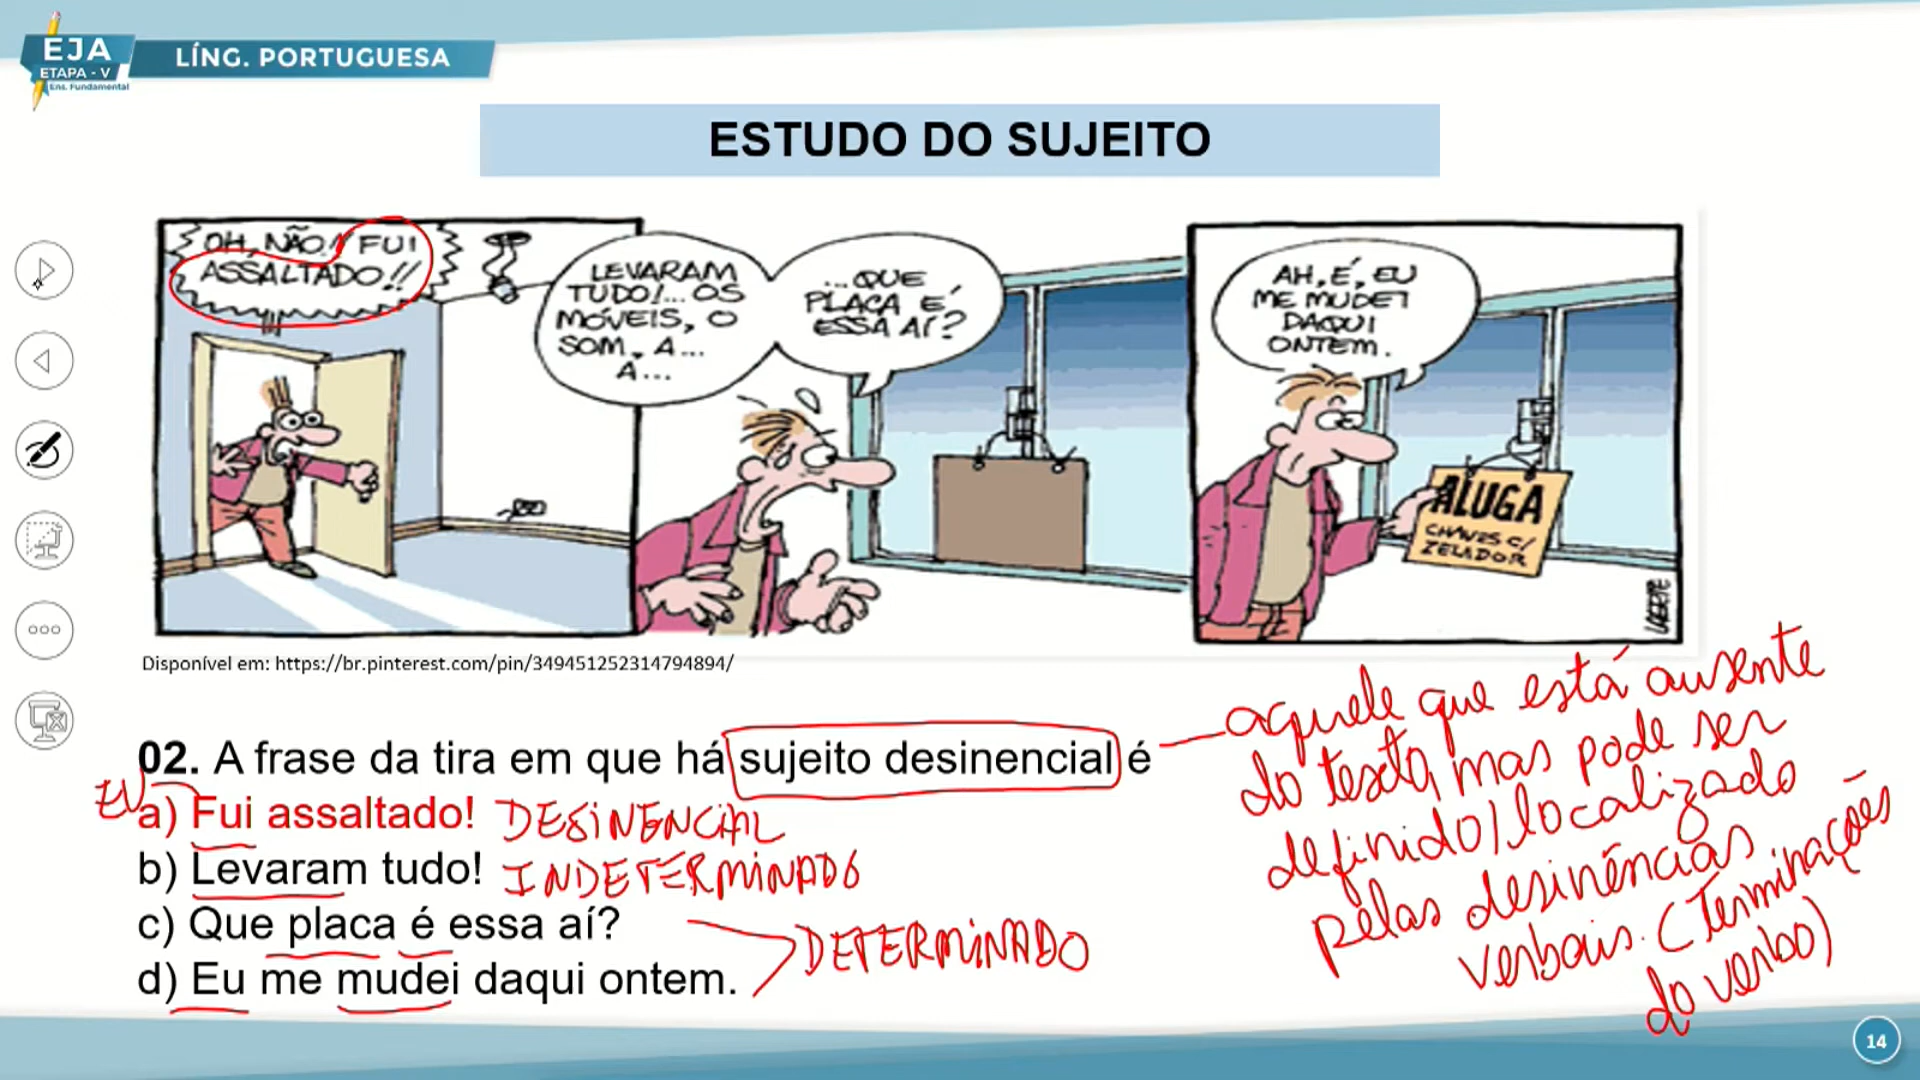 EJA
ETAPA - V
Ens. Fundamental
LÍNG. PORTUGUESA
ESTUDO DO SUJEITO
OH, NÃO!! FUI
ASSALTADO!!
LEVARAM
TUDO!... OS
MÓVEIS, O
SOM, A...
A...
...QUE
PLACA É
ESSA AÍ?
AH, É, EU
ME MUDEI
DAQUI
ONTEM.
ALUGA
CHAVES C/
ZELADOR
LAERTE
Disponível em: https://br.pinterest.com/pin/349451252314794894/
02. A frase da tira em que há sujeito desinencial é
EU
a) Fui assaltado! DESINENCIAL
b) Levaram tudo! INDETERMINADO
c) Que placa é essa aí?
d) Eu me mudei daqui ontem.
DETERMINADO
aquele que está ausente
do texto, mas pode ser
definido/localizado
pelas desinências
verbais. (Terminações
do verbo)
14